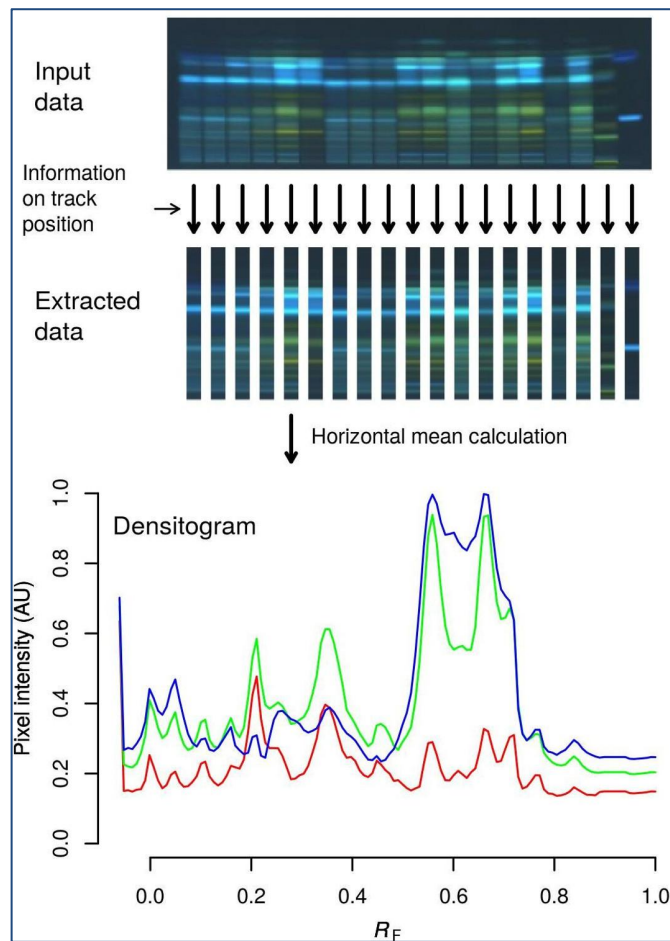 Input
data
Information
on track
position
Extracted
data
Horizontal mean calculation
Densitogram
Pixel intensity (AU)
1.0
0.8
0.6
0.4
0.2
0.0
0.0 0.2 0.4 0.6 0.8 1.0
RF